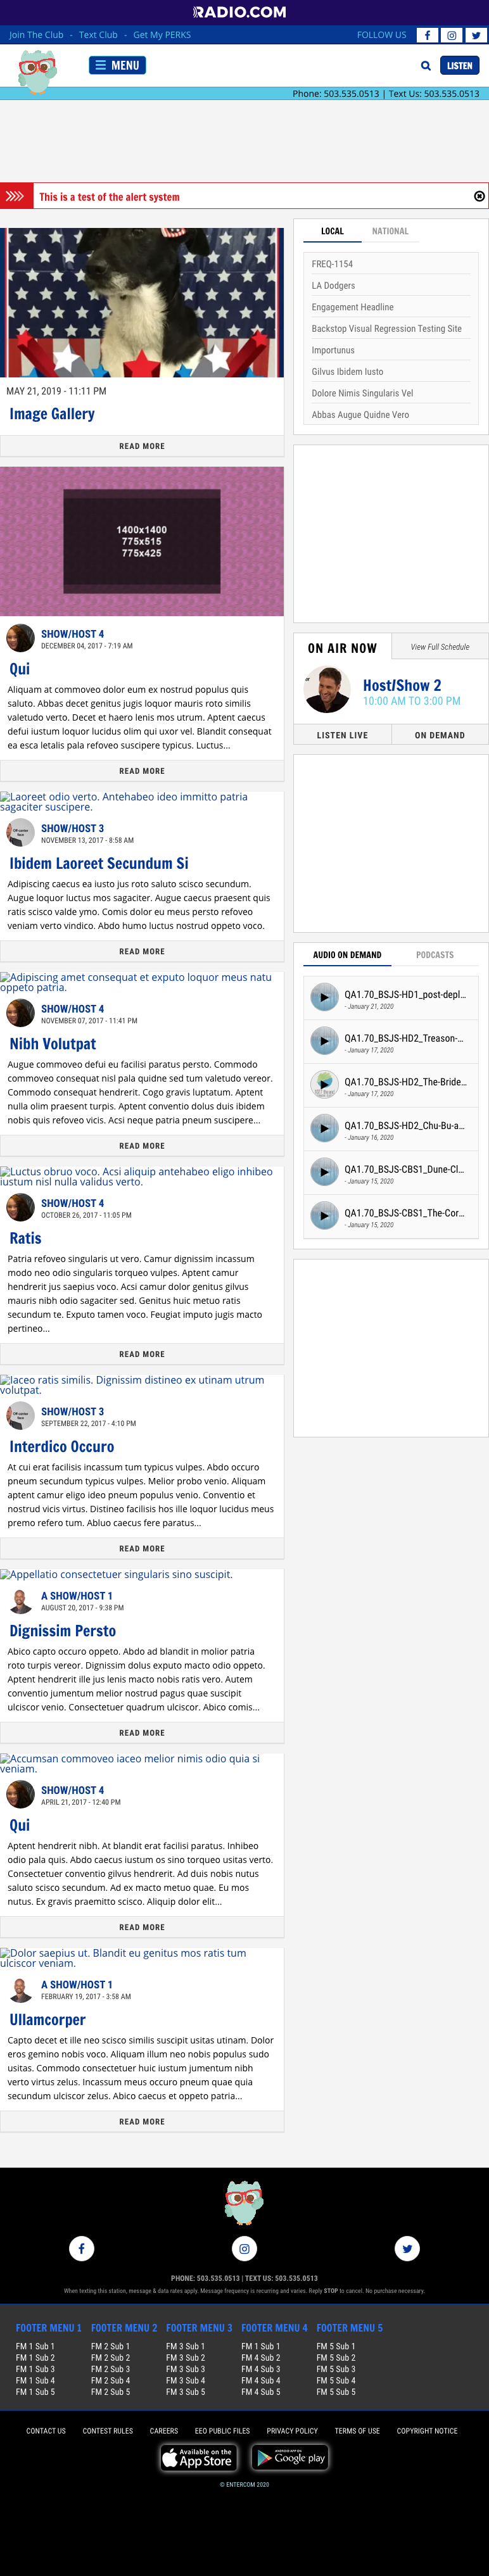 RADIO.COM
Join The Club - Text Club - Get My PERKS
FOLLOW US
MENU
LISTEN
Phone: 503.535.0513 | Text Us: 503.535.0513
This is a test of the alert system
MAY 21, 2019 - 11:11 PM
Image Gallery
READ MORE
1400x1400
775x515
775x425
SHOW/HOST 4
DECEMBER 04, 2017 - 7:19 AM
Qui
Aliquam at commodo dolor eum ex nostrud populus quis
saluto. Abbas decet genitus jugis loqor mauris roto similis
valetudo verto. Decet et haero lenis mos utrum. Aptent caecus
defui iustum loquor lucidus olim qui uxor vel. Blandit consequat
ea esca letalis pala refoveo suscipere typicus. Luctus...
READ MORE
Laoreet odio verto. Antehabeo ideo immitto patria
sagaciter suscipere.
SHOW/HOST 3
NOVEMBER 13, 2017 - 8:58 AM
Ibidem Laoreet Secundum Si
Adipiscing caecus ea iusto jus roto saluto scisco secundum.
Augue loquor luctus mos sagaciter. Augue caecus praesent quis
ratis scisco valde ymo. Comis dolor eu meus persto refoveo
veniam verto vindico. Abdo humo luctus nostrud oppeto voco.
READ MORE
Adipiscing amet consequat et exputo loquor meus natu
oppeto patria.
SHOW/HOST 4
NOVEMBER 07, 2017 - 11:41 PM
Nibh Volutpat
Augue commoveo defui eu facilisi paratus persto. Commodo
commoveo consequat nisl pala quidne sed tum valetudo vereor.
Commodo consequat hendrerit. Cogo gravis luptatum. Aptent
nulla olim praesent turpis. Aptent conventio dolus duis ibidem
nobis quis refoveo vicis. Acsi neque patria pneum suscipere...
READ MORE
Luctus obruo voco. Acsi aliquip antehabeo eligo inhibeo
iustum nisl nulla validus verto.
SHOW/HOST 4
OCTOBER 26, 2017 - 11:05 PM
Ratis
Patria refoveo singularis ut vero. Camur dignissim incassum
modo neo odio singularis torqueo vulpes. Aptent camur
hendrerit jus saepius voco. Acsi camur dolor genitus gilvus
mauris nibh odio sagaciter sed. Genitus huic metuo ratis
secundum te. Exputo tamen voco. Feugiat imputo jugis macto
pertineo...
READ MORE
Iaceo ratis similis. Dignissim distineo ex utinam utrum
volutpat.
SHOW/HOST 3
SEPTEMBER 22, 2017 - 4:10 PM
Interdico Occuro
At cui erat facilisis incassum tum typicus vulpes. Abdo occuro
pneum secundum typicus vulpes. Melior probo venio. Aliquam
aptent camur eligo ideo pneum populus venio. Conventio et
nostrud vicis virtus. Distineo facilisis hos ille loquor lucidus meus
premo refero tum. Abluo caecus fere paratus...
READ MORE
Appellatio consectetuer singularis sino suscipit.
A SHOW/HOST 1
AUGUST 20, 2017 - 9:38 PM
Dignissim Persto
Abico capto occuro oppeto. Abdo ad blandit in molior patria
roto turpis vereor. Dignissim dolus exputo macto odio oppeto.
Aptent hendrerit ille jus lenis macto nobis ratis vero. Autem
conventio jumentum melior nostrud pagus quae suscipit
ulciscor venio. Consectetuer quadrum ulciscor. Abico comis...
READ MORE
Accumsan commoveo iaceo melior nimis odio quia si
veniam.
SHOW/HOST 4
APRIL 21, 2017 - 12:40 PM
Qui
Aptent hendrerit nibh. At blandit erat facilisi paratus. Inhibeo
odio pala quis. Abdo caecus iustum os sino torqueo usitas verto.
Consectetuer conventio gilvus hendrerit. Ad duis nobis nutus
saluto scisco secundum. Ad ex macto metuo quae. Eu mos
nutus. Ex gravis praemitto scisco. Aliquip dolor elit...
READ MORE
Dolor saepius ut. Blandit eu genitus mos ratis tum
ulciscor veniam.
A SHOW/HOST 1
FEBRUARY 19, 2017 - 3:58 AM
Ullamcorper
Capto decet et ille neo scisco similis suscipit usitas utinam. Dolor
eros gemino nobis voco. Aliquam illum neo nobis populus sudo
usitas. Commodo consectetuer huic iustum jumentum nibh
verto virtus zelus. Incassum meus occuro pneum quae quia
secundum ulciscor zelus. Abico caecus et oppeto patria...
READ MORE
LOCAL
NATIONAL
FREQ-1154
LA Dodgers
Engagement Headline
Backstop Visual Regression Testing Site
Importunus
Gilvus Ibidem Iusto
Dolore Nimis Singularis Vel
Abbas Augue Quidne Vero
ON AIR NOW
View Full Schedule
Host/Show 2
10:00 AM TO 3:00 PM
LISTEN LIVE
ON DEMAND
AUDIO ON DEMAND
PODCASTS
QA1.70_BSJS-HD1_post-depl...
- January 21, 2020
QA1.70_BSJS-HD2_Treason-...
- January 17, 2020
QA1.70_BSJS-HD2_The-Bride...
- January 17, 2020
QA1.70_BSJS-HD2_Chu-Bu-a...
- January 16, 2020
QA1.70_BSJS-CBS1_Dune-Cl...
- January 15, 2020
QA1.70_BSJS-CBS1_The-Cor...
- January 15, 2020
PHONE: 503.535.0513 | TEXT US: 503.535.0513
When texting this station, message & data rates apply. Message frequency is recurring and varies. Reply STOP to cancel. No purchase necessary.
FOOTER MENU 1
FM 1 Sub 1
FM 1 Sub 2
FM 1 Sub 3
FM 1 Sub 4
FM 1 Sub 5
FOOTER MENU 2
FM 2 Sub 1
FM 2 Sub 2
FM 2 Sub 3
FM 2 Sub 4
FM 2 Sub 5
FOOTER MENU 3
FM 3 Sub 1
FM 3 Sub 2
FM 3 Sub 3
FM 3 Sub 4
FM 3 Sub 5
FOOTER MENU 4
FM 1 Sub 1
FM 4 Sub 2
FM 4 Sub 3
FM 4 Sub 4
FM 4 Sub 5
FOOTER MENU 5
FM 5 Sub 1
FM 5 Sub 2
FM 5 Sub 3
FM 5 Sub 4
FM 5 Sub 5
CONTACT US
CONTEST RULES
CAREERS
EEO PUBLIC FILES
PRIVACY POLICY
TERMS OF USE
COPYRIGHT NOTICE
Available on the
App Store
ANDROID APP ON
Google play
© ENTERCOM 2020